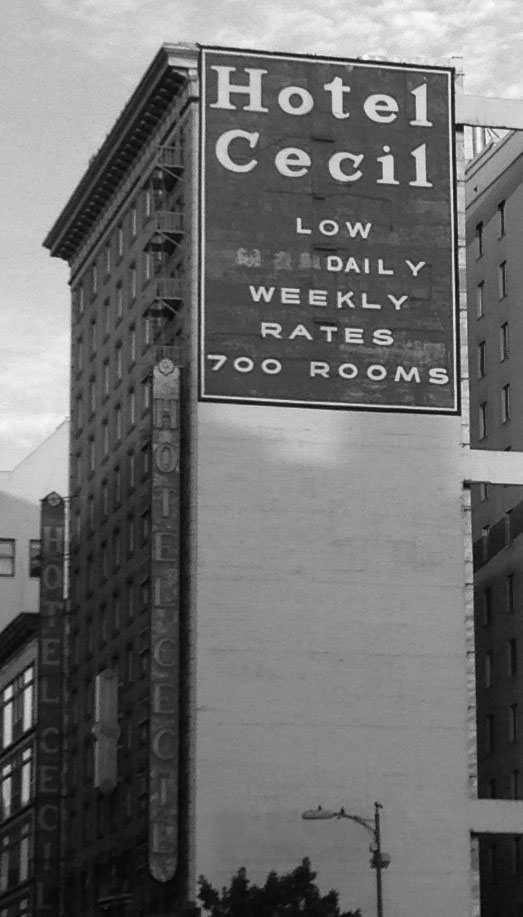 Hotel
Cecil
LOW
DAILY
WEEKLY
RATES
700 ROOMS
HOTEL CECIL
HOTEL CECIL